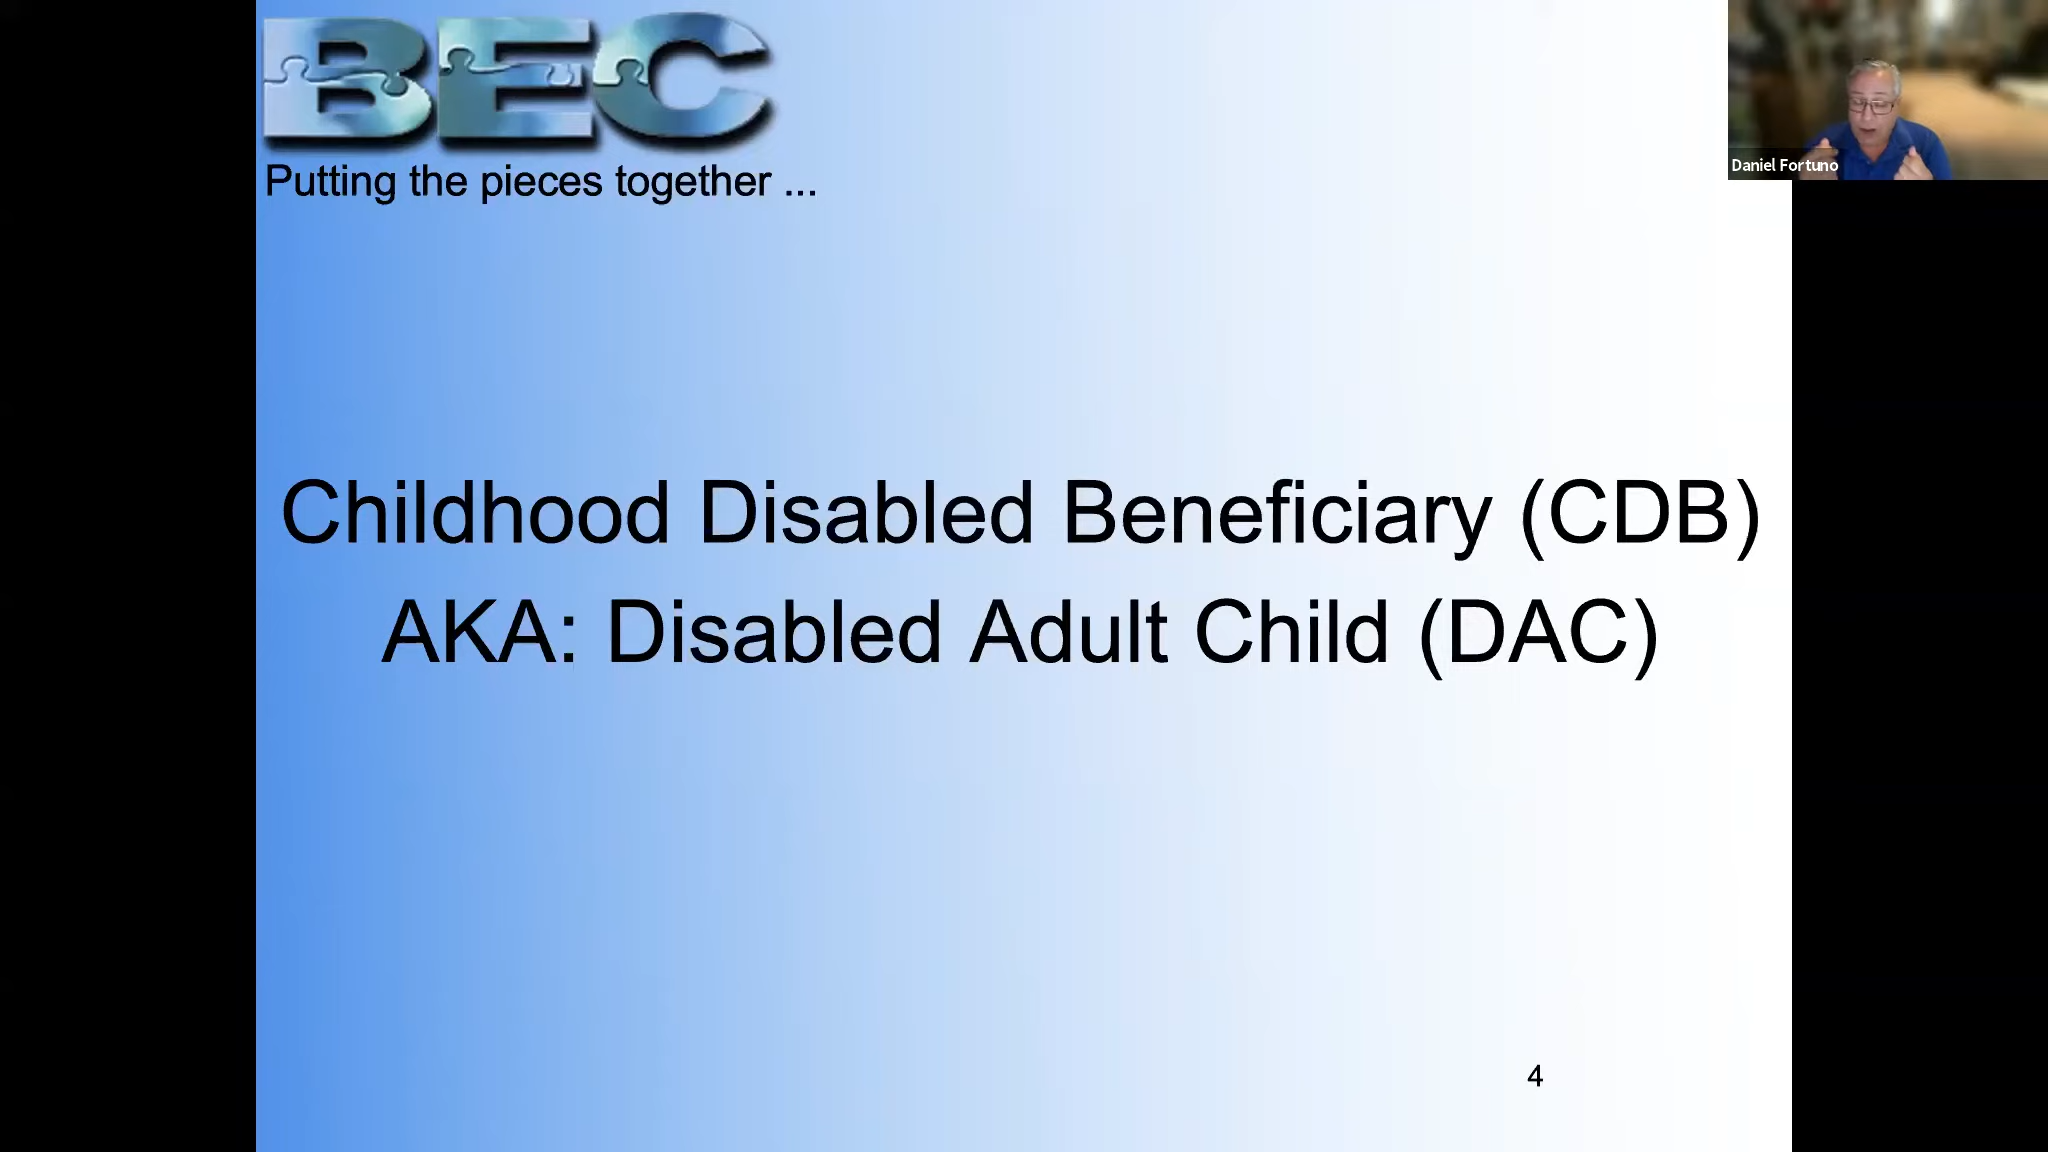 BEC
Putting the pieces together ...
Daniel Fortuno
Childhood Disabled Beneficiary (CDB)
AKA: Disabled Adult Child (DAC)
4